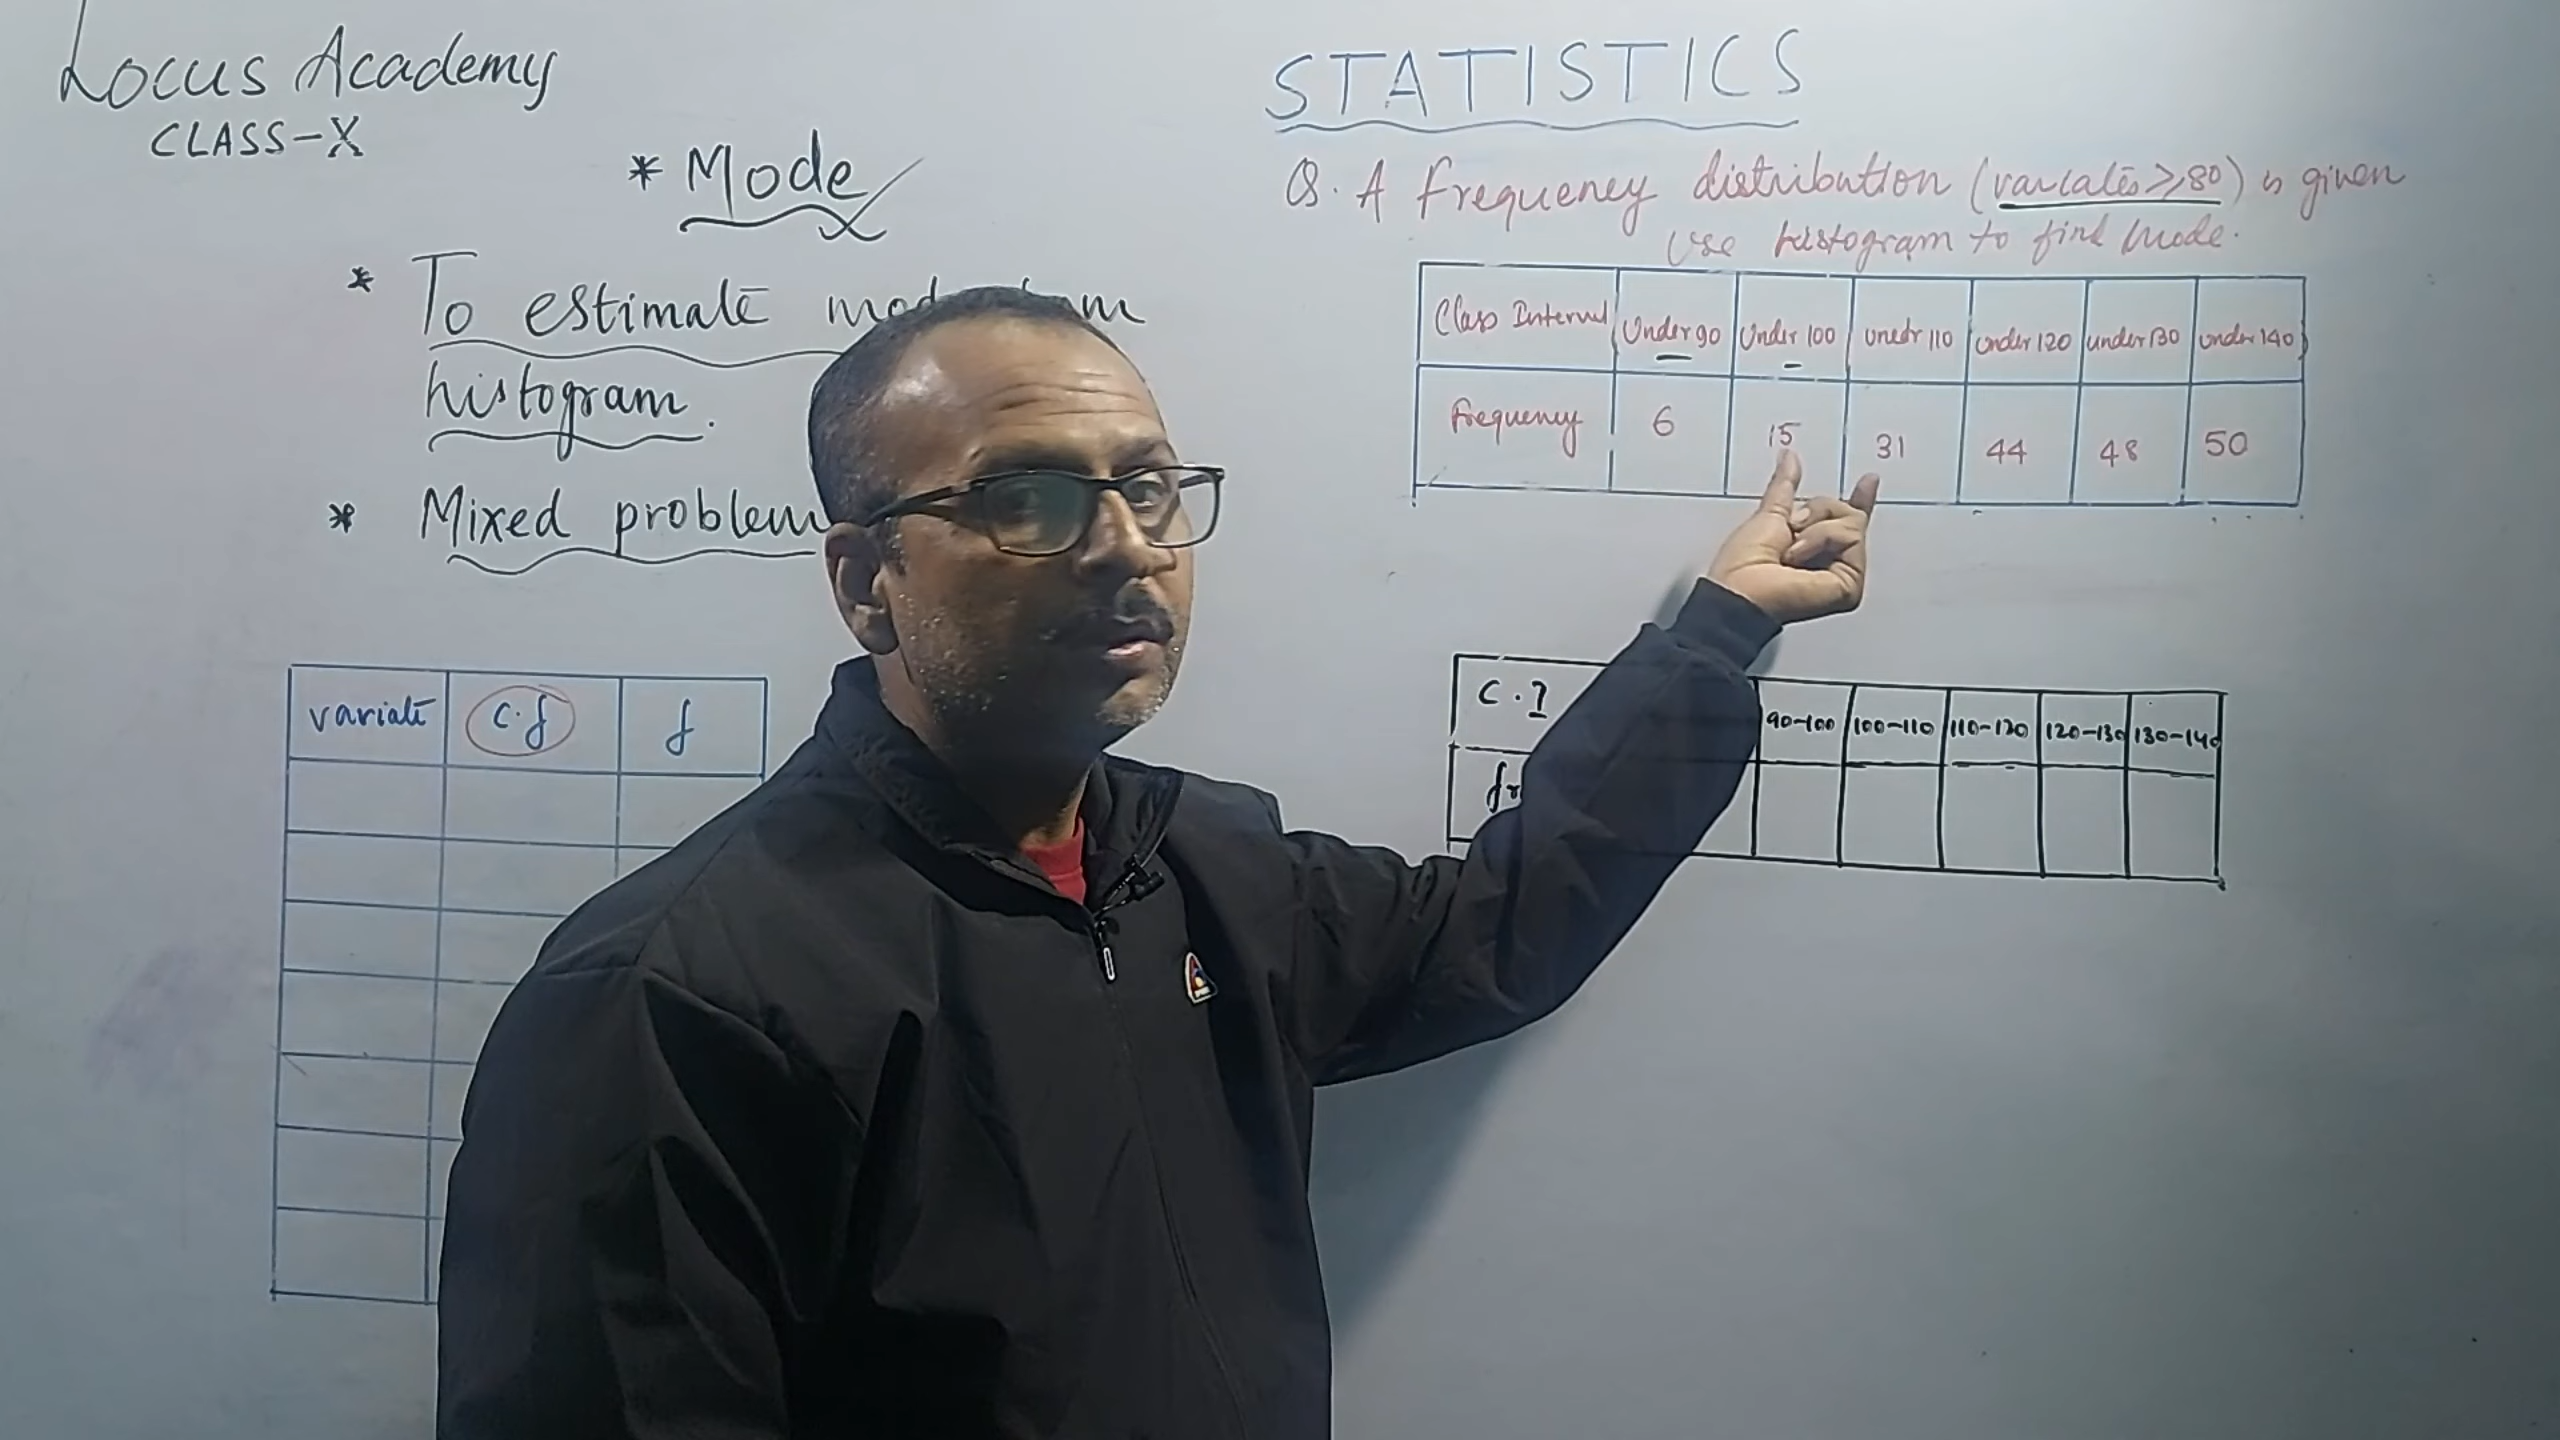 Locus Academy
CLASS-X
* Mode
* To estimate
histogram.
* Mixed problem
variate c.f f
STATISTICS
Q. A frequency distribution (variates ≥ 80) is given
Use histogram to find Mode.
Class Interval Under 90 Under 100 unedr 110 under 120 under 130 under 140
Frequency 6 15 31 44 48 50
C.I 90-100 100-110 110-120 120-130 130-140